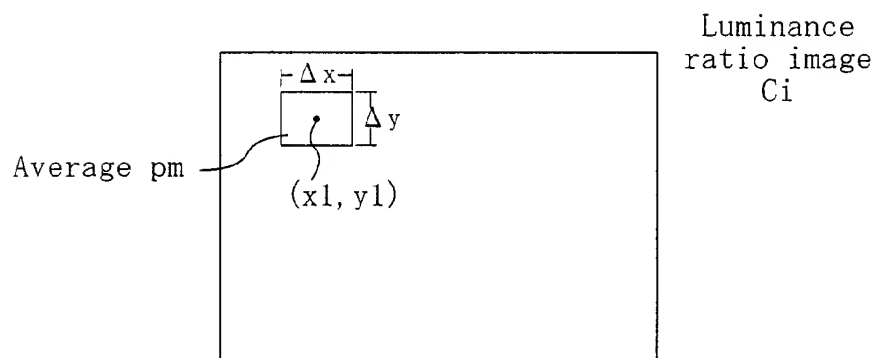 Luminance
ratio image
Ci
Δx
Δy
Average pm
(x1, y1)